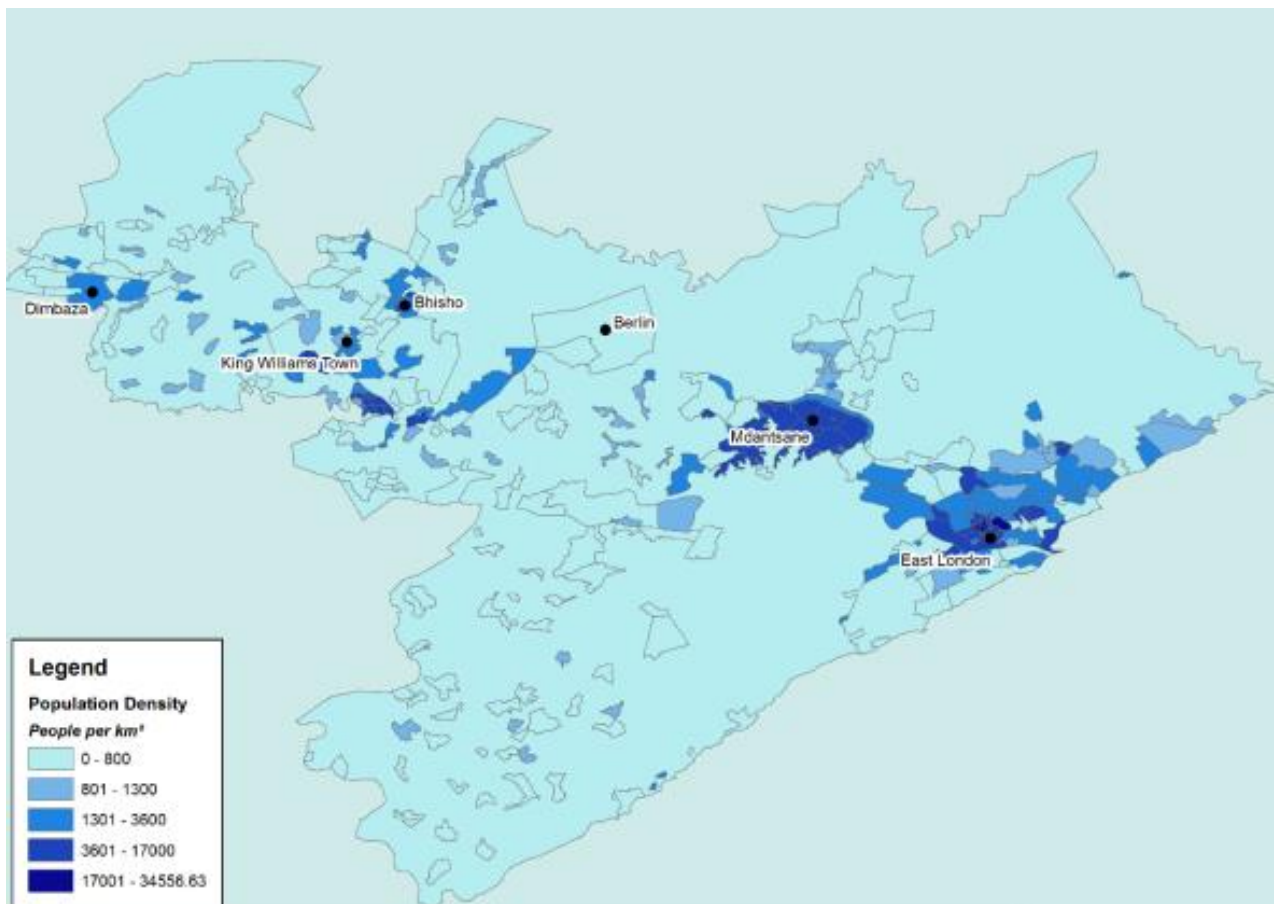 Bhisho
Dimbaza
Berlin
King Williams Town
Mdantsane
East London
Legend
Population Density
People per km²
0 - 800
801 - 1300
1301 - 3600
3601 - 17000
17001 - 34556.63